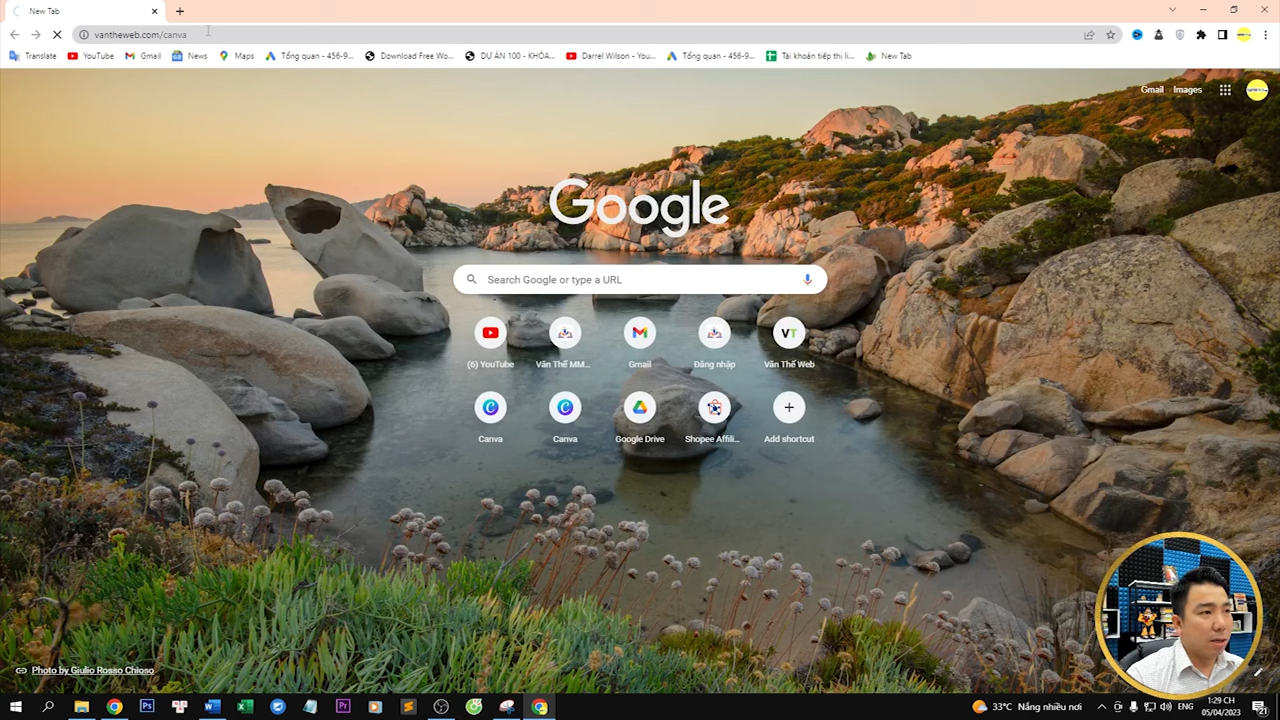 New Tab
vantheweb.com/canva
Translate
YouTube
Gmail
News
Maps
Tổng quan - 456-9...
Download Free Wo...
DỰ ÁN 100 - KHÓA...
Darrel Wilson - You...
Tổng quan - 456-9...
Tài khoản tiếp thị li...
New Tab
Gmail
Images
Google
Search Google or type a URL
(6) YouTube
Văn Thế MM...
Gmail
Đăng nhập
VT
Văn Thế Web
Canva
Canva
Google Drive
Shopee Affili...
Add shortcut
Photo by Giulio Rosso Chioso
33°C Nắng nhiều nơi
ENG
1:29 CH
05/04/2023
21